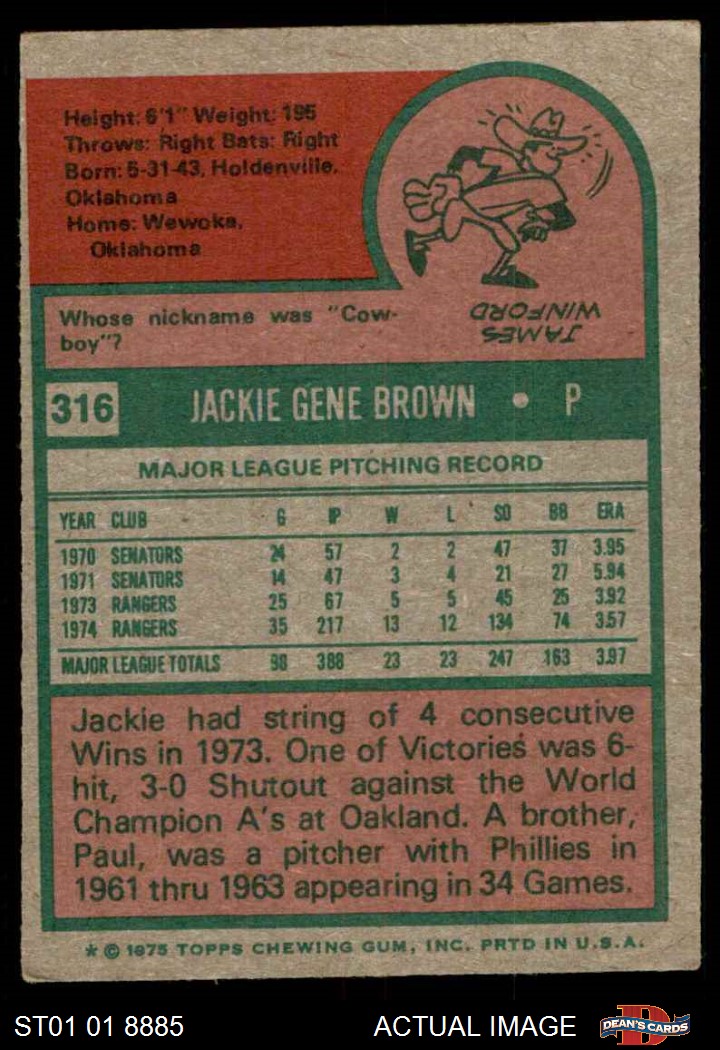 Height: 6'1" Weight: 195
Throws: Right Bats: Right
Born: 5-31-43, Holdenville,
Oklahoma
Home: Wewoka,
Oklahoma
Whose nickname was "Cow-
boy"?
JAMES
WINFORD
316 JACKIE GENE BROWN • P
MAJOR LEAGUE PITCHING RECORD
YEAR CLUB G IP W L SO BB ERA
1970 SENATORS 24 57 2 2 47 37 3.95
1971 SENATORS 14 47 3 4 21 27 5.94
1973 RANGERS 25 67 5 5 45 25 3.92
1974 RANGERS 35 217 13 12 134 74 3.57
MAJOR LEAGUE TOTALS 98 388 23 23 247 163 3.97
Jackie had string of 4 consecutive
Wins in 1973. One of Victories was 6-
hit, 3-0 Shutout against the World
Champion A's at Oakland. A brother,
Paul, was a pitcher with Phillies in
1961 thru 1963 appearing in 34 Games.
* © 1975 TOPPS CHEWING GUM, INC. PRTD IN U.S.A.
ST01 01 8885 ACTUAL IMAGE D DEAN'S CARDS